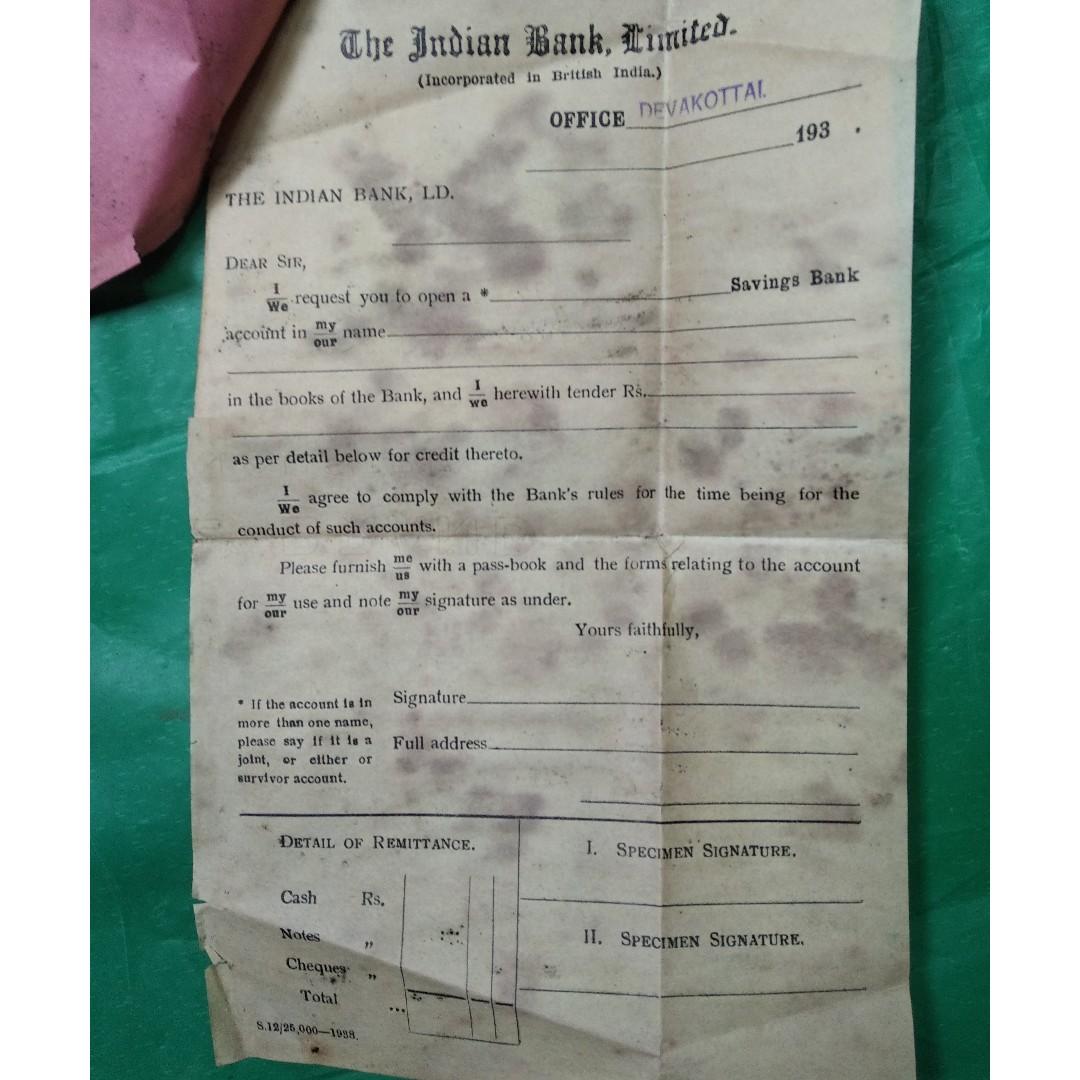 The Indian Bank, Limited.
(Incorporated in British India.)
OFFICE DEVAKOTTAI.
193 .
THE INDIAN BANK, LD.
DEAR SIR,
I/We request you to open a * Savings Bank
account in my/our name
in the books of the Bank, and I/we herewith tender Rs.
as per detail below for credit thereto.
I/We agree to comply with the Bank's rules for the time being for the
conduct of such accounts.
Please furnish me/us with a pass-book and the forms relating to the account
for my/our use and note my/our signature as under.
Yours faithfully,
* If the account is in
more than one name,
please say if it is a
joint, or either or
survivor account.
Signature
Full address
DETAIL OF REMITTANCE.
Cash Rs.
Notes "
Cheques "
Total ...
S.12/25,000—1938.
I. SPECIMEN SIGNATURE.
II. SPECIMEN SIGNATURE.